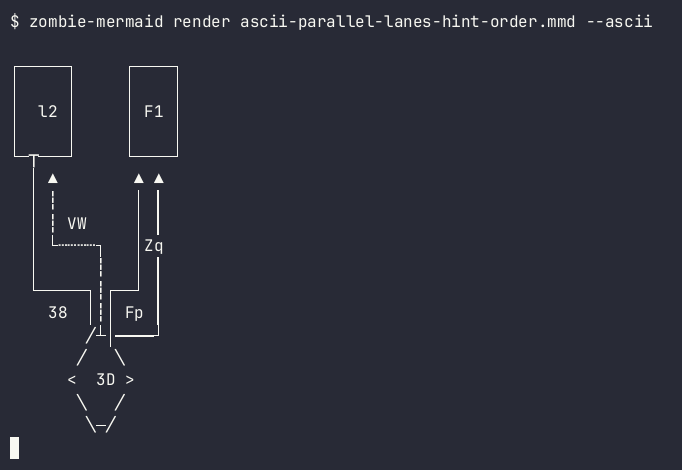 $ zombie-mermaid render ascii-parallel-lanes-hint-order.mmd --ascii
l2 F1
VW
Zq
38 Fp
< 3D >